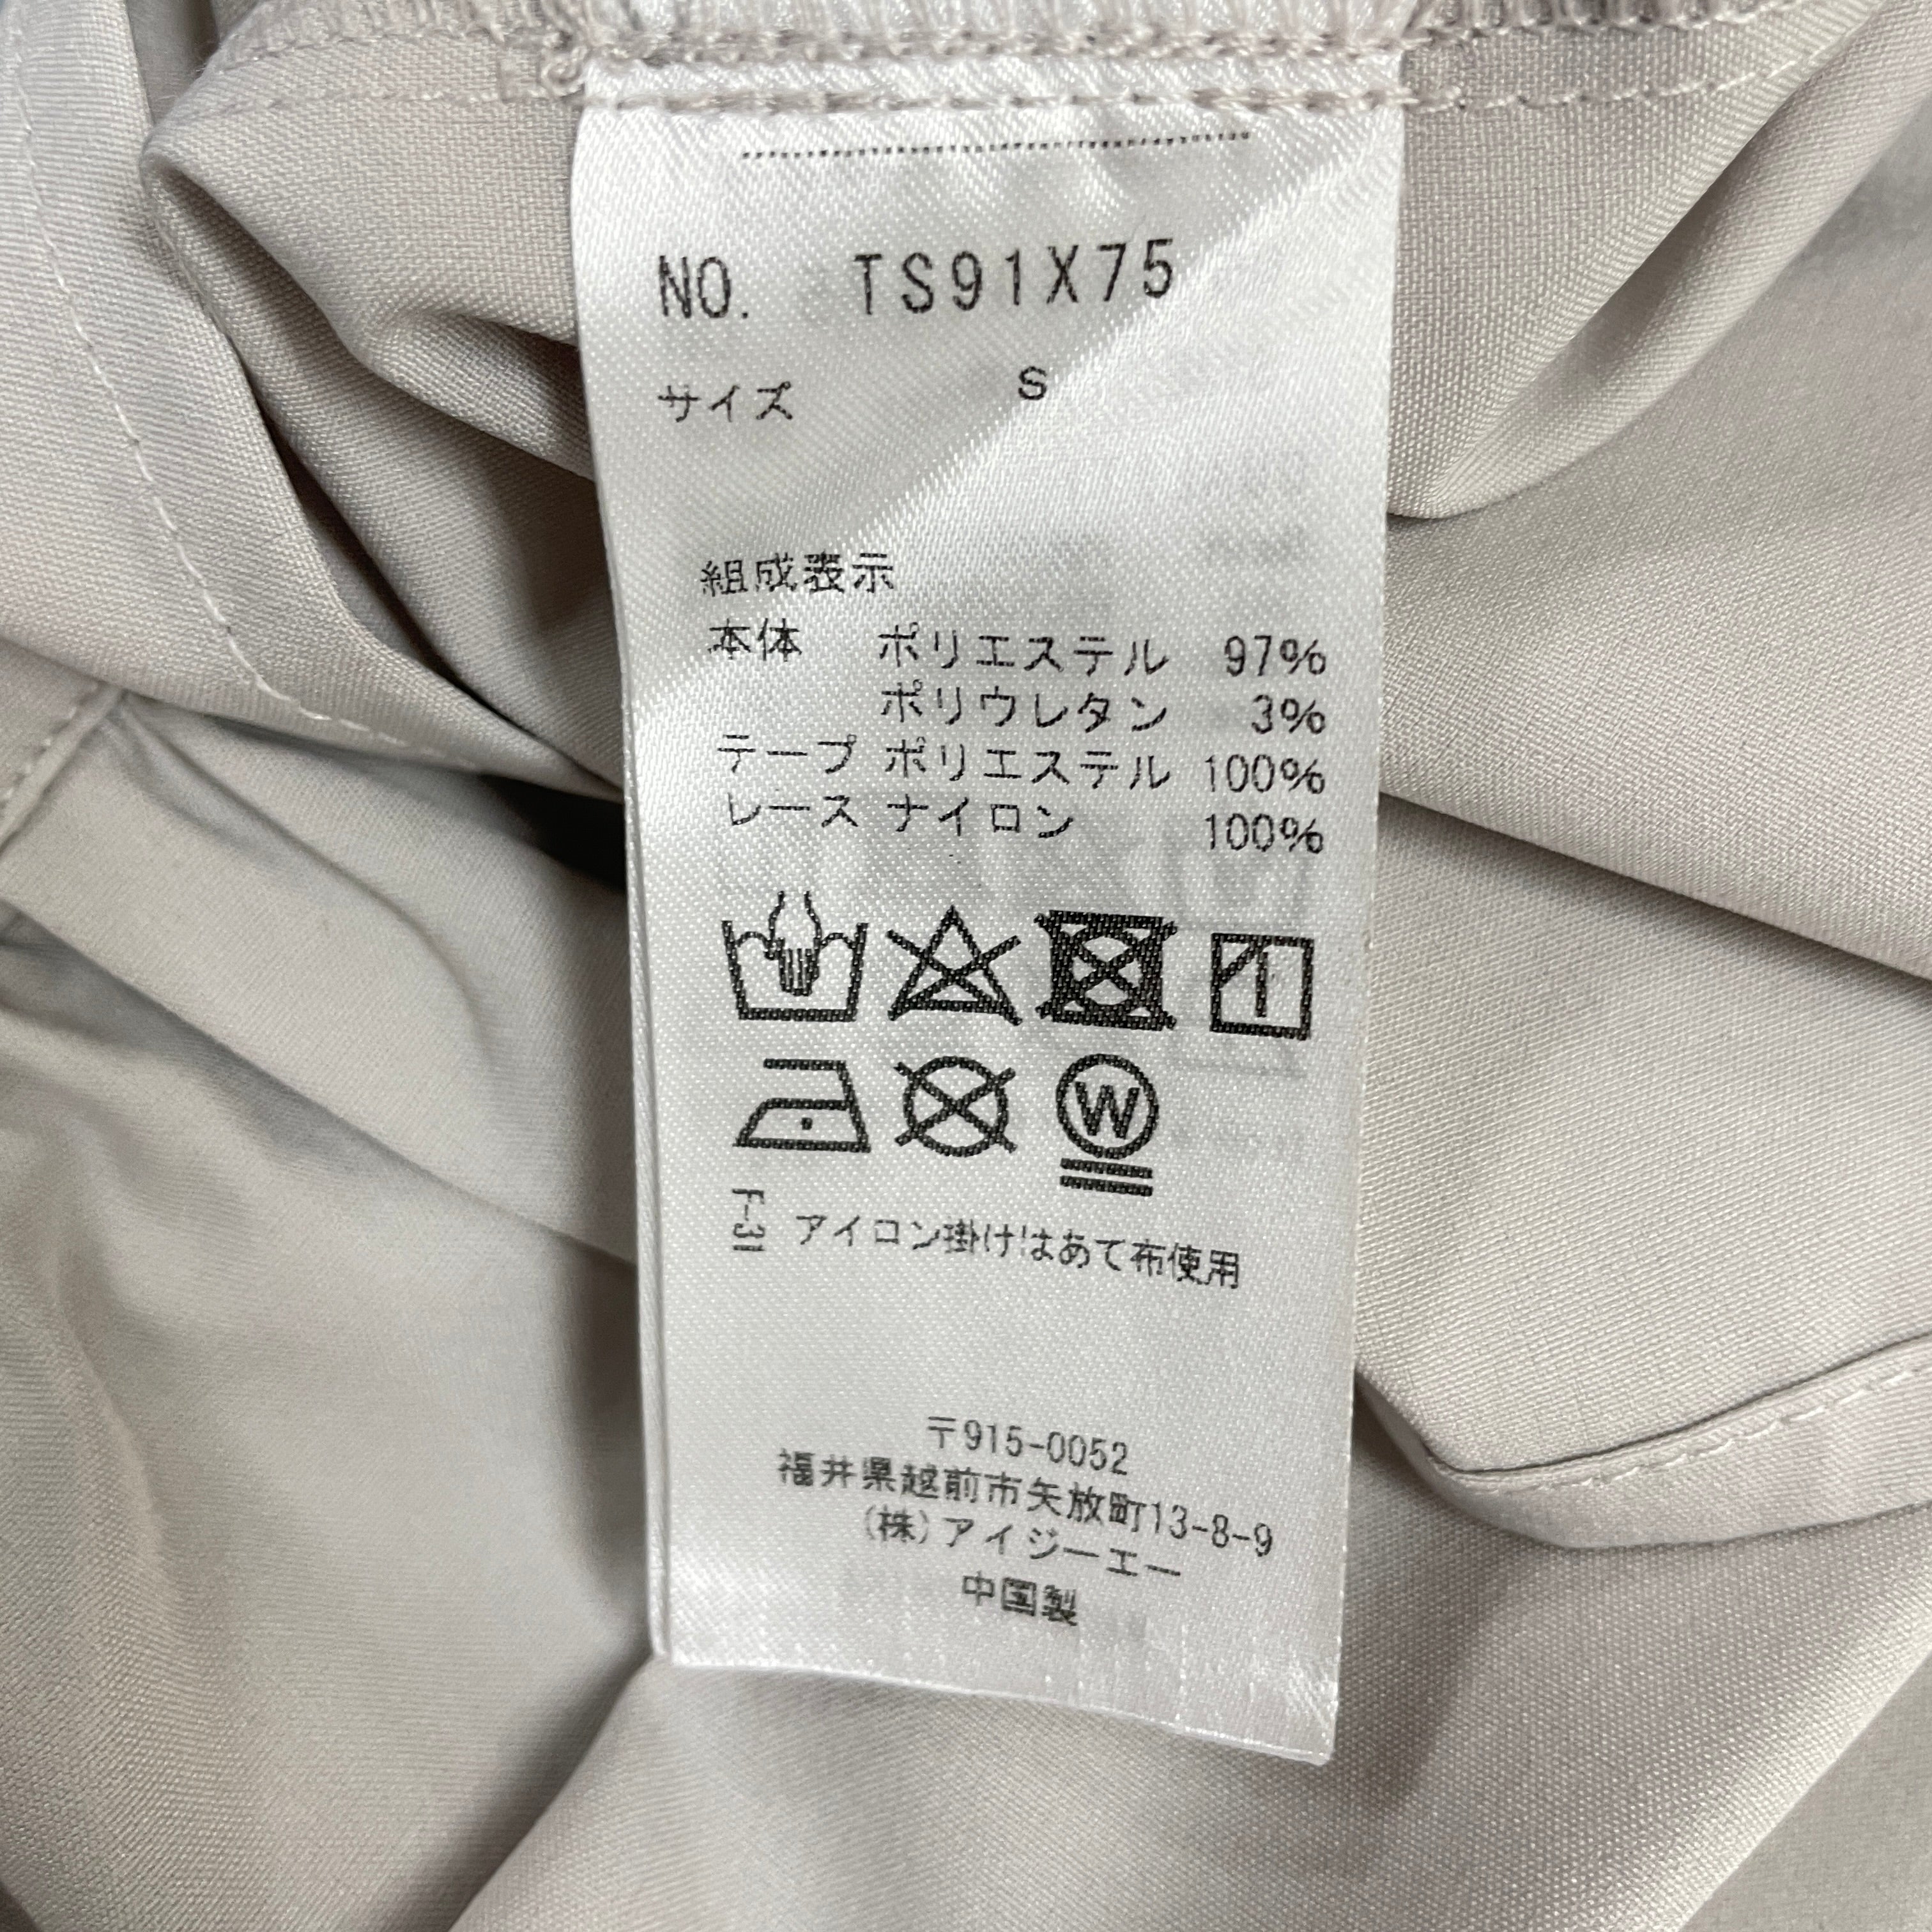 NO. TS91X75
サイズ S
組成表示
本体 ポリエステル 97%
ポリウレタン 3%
テープ ポリエステル 100%
レース ナイロン 100%
W
F-31 アイロン掛けはあて布使用
〒915-0052
福井県越前市矢放町13-8-9
(株)アイジーエー
中国製